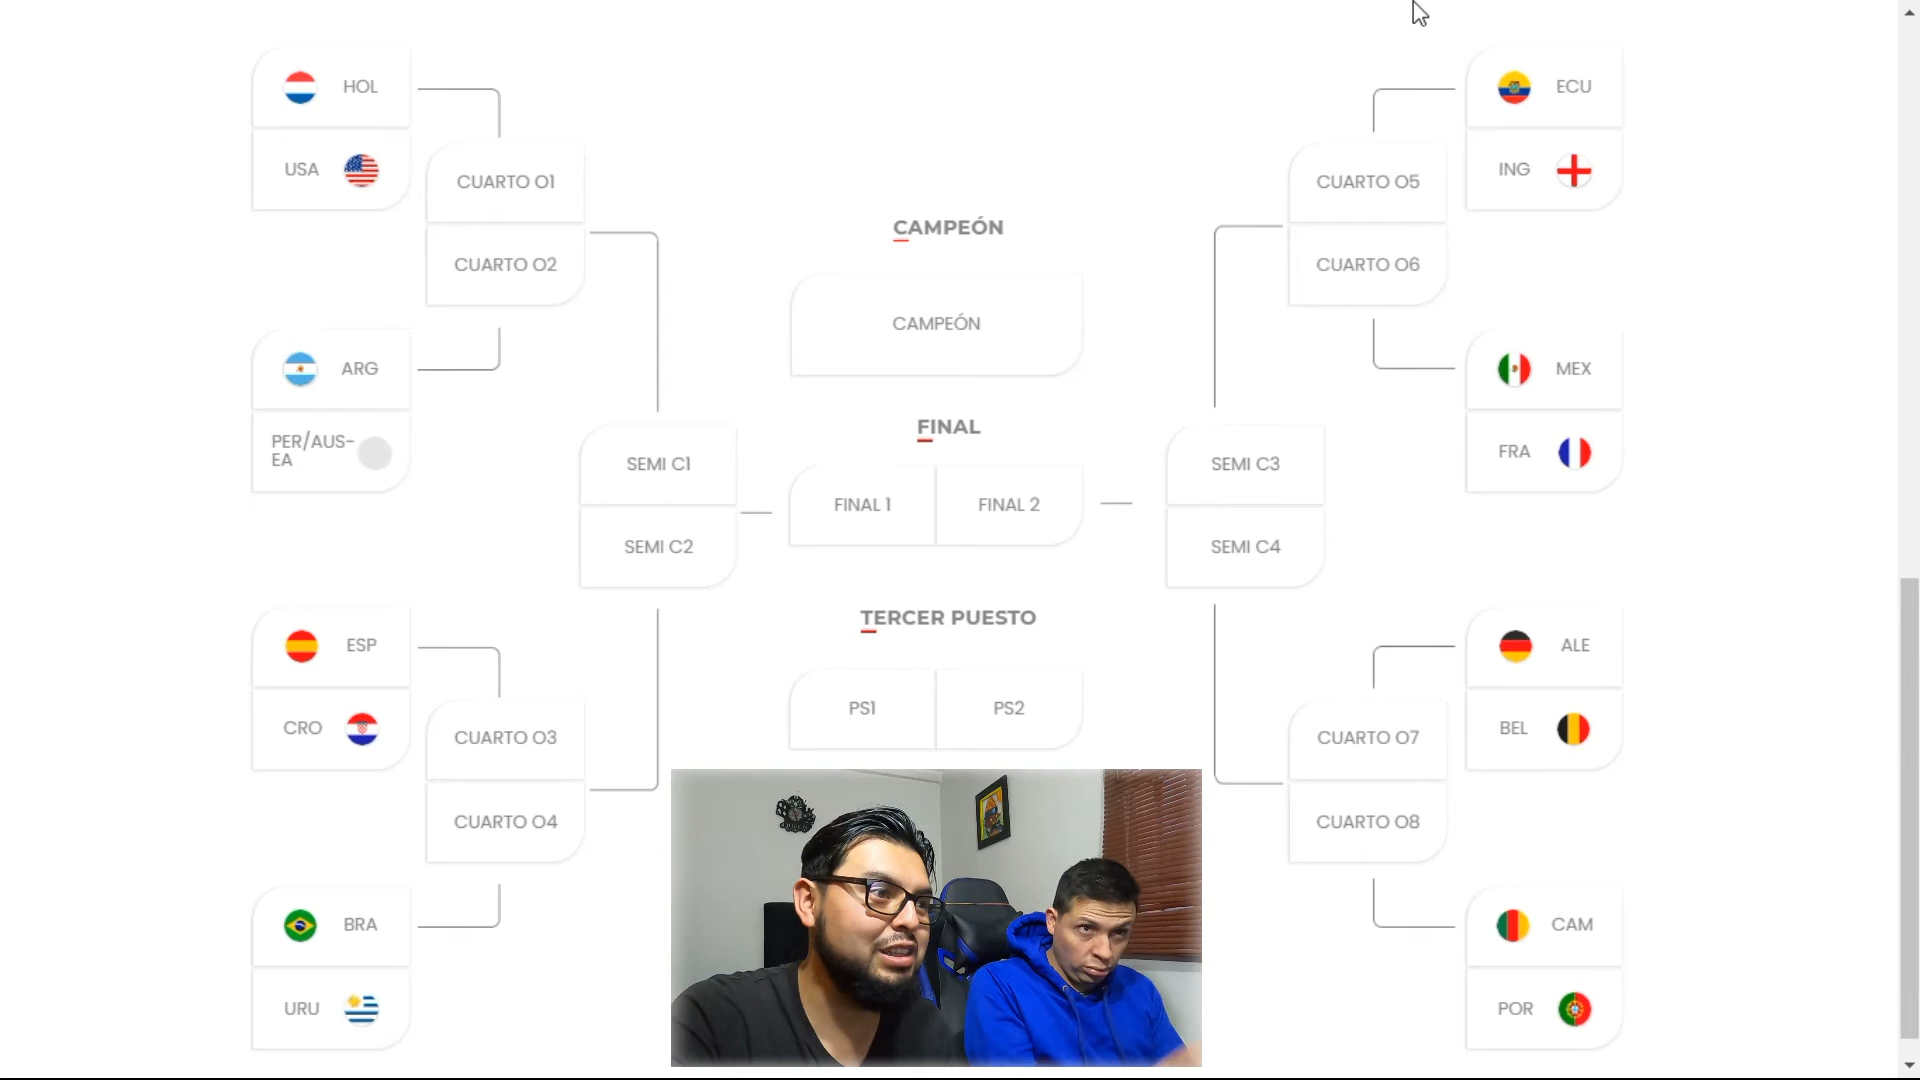 HOL
USA
CUARTO O1
CUARTO O2
ARG
PER/AUS-
EA
SEMI C1
SEMI C2
ESP
CRO
CUARTO O3
CUARTO O4
BRA
URU
CAMPEÓN
CAMPEÓN
FINAL
FINAL 1
FINAL 2
TERCER PUESTO
PS1
PS2
ECU
ING
CUARTO O5
CUARTO O6
MEX
FRA
SEMI C3
SEMI C4
ALE
BEL
CUARTO O7
CUARTO O8
CAM
POR